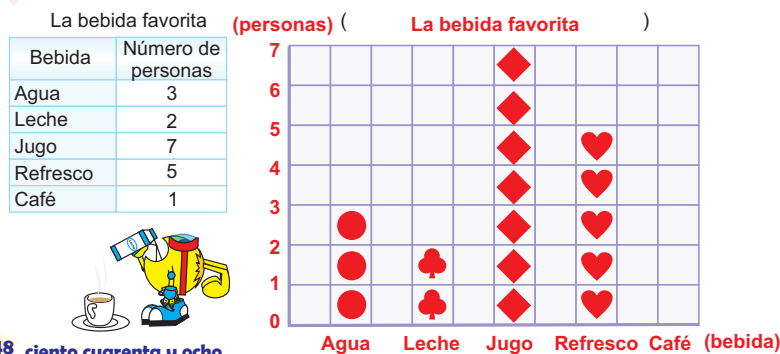 La bebida favorita
Bebida Número de personas
Agua 3
Leche 2
Jugo 7
Refresco 5
Café 1
(personas) ( La bebida favorita )
7
6
5
4
3
2
1
0
Agua Leche Jugo Refresco Café (bebida)
48 ciento cuarenta y ocho